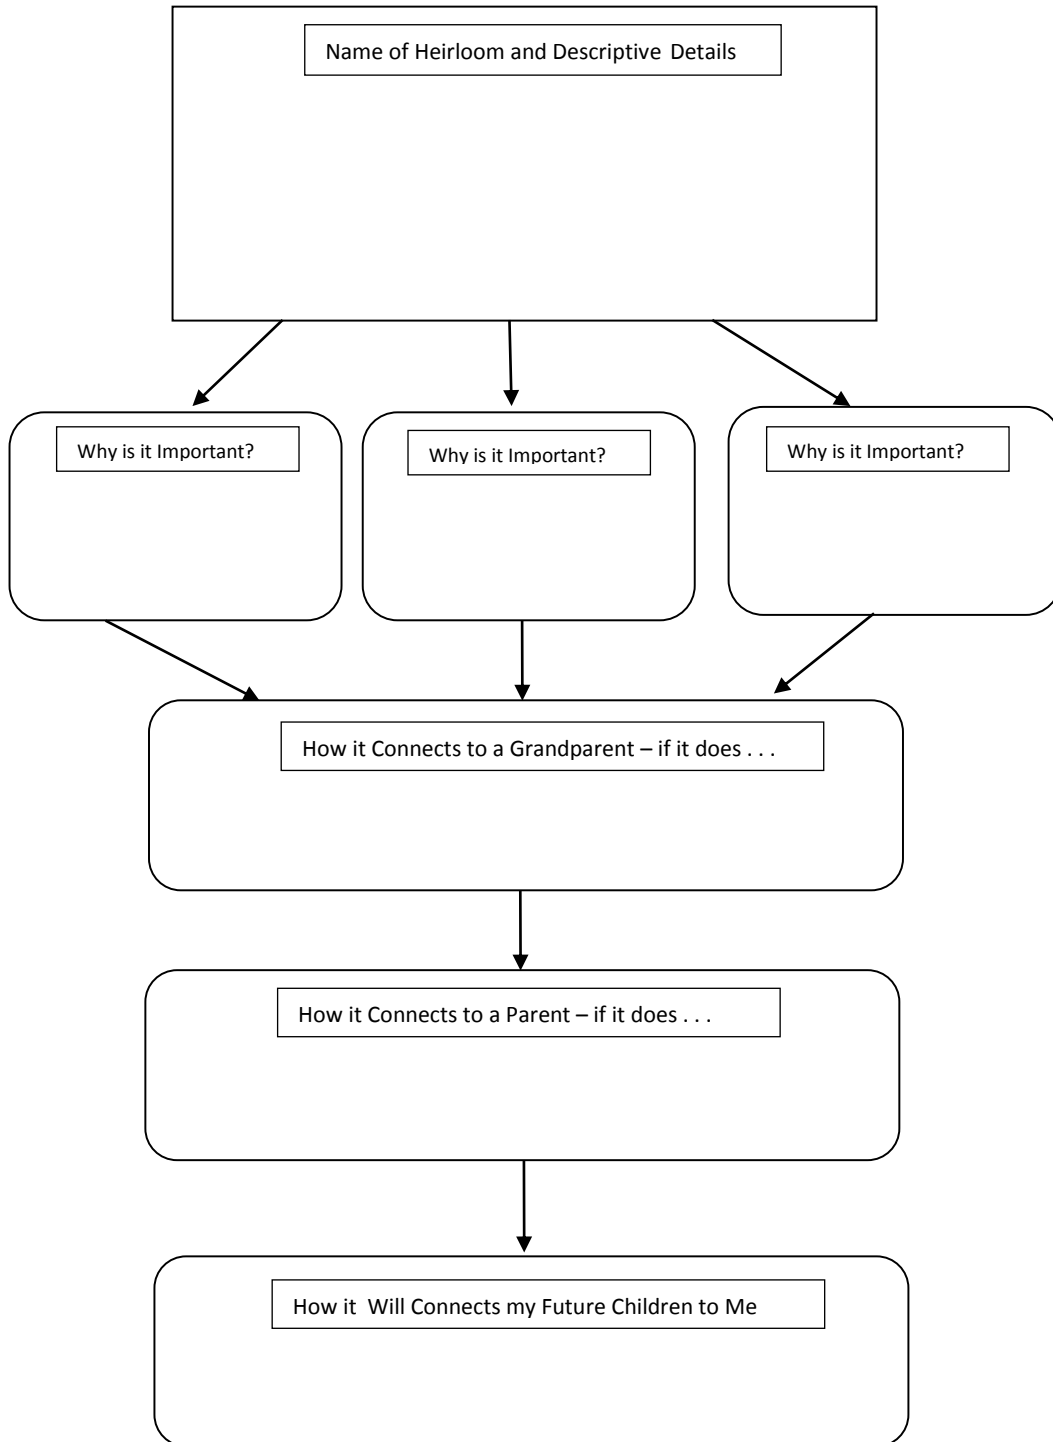 Name of Heirloom and Descriptive Details
Why is it Important?
Why is it Important?
Why is it Important?
How it Connects to a Grandparent – if it does . . .
How it Connects to a Parent – if it does . . .
How it Will Connects my Future Children to Me